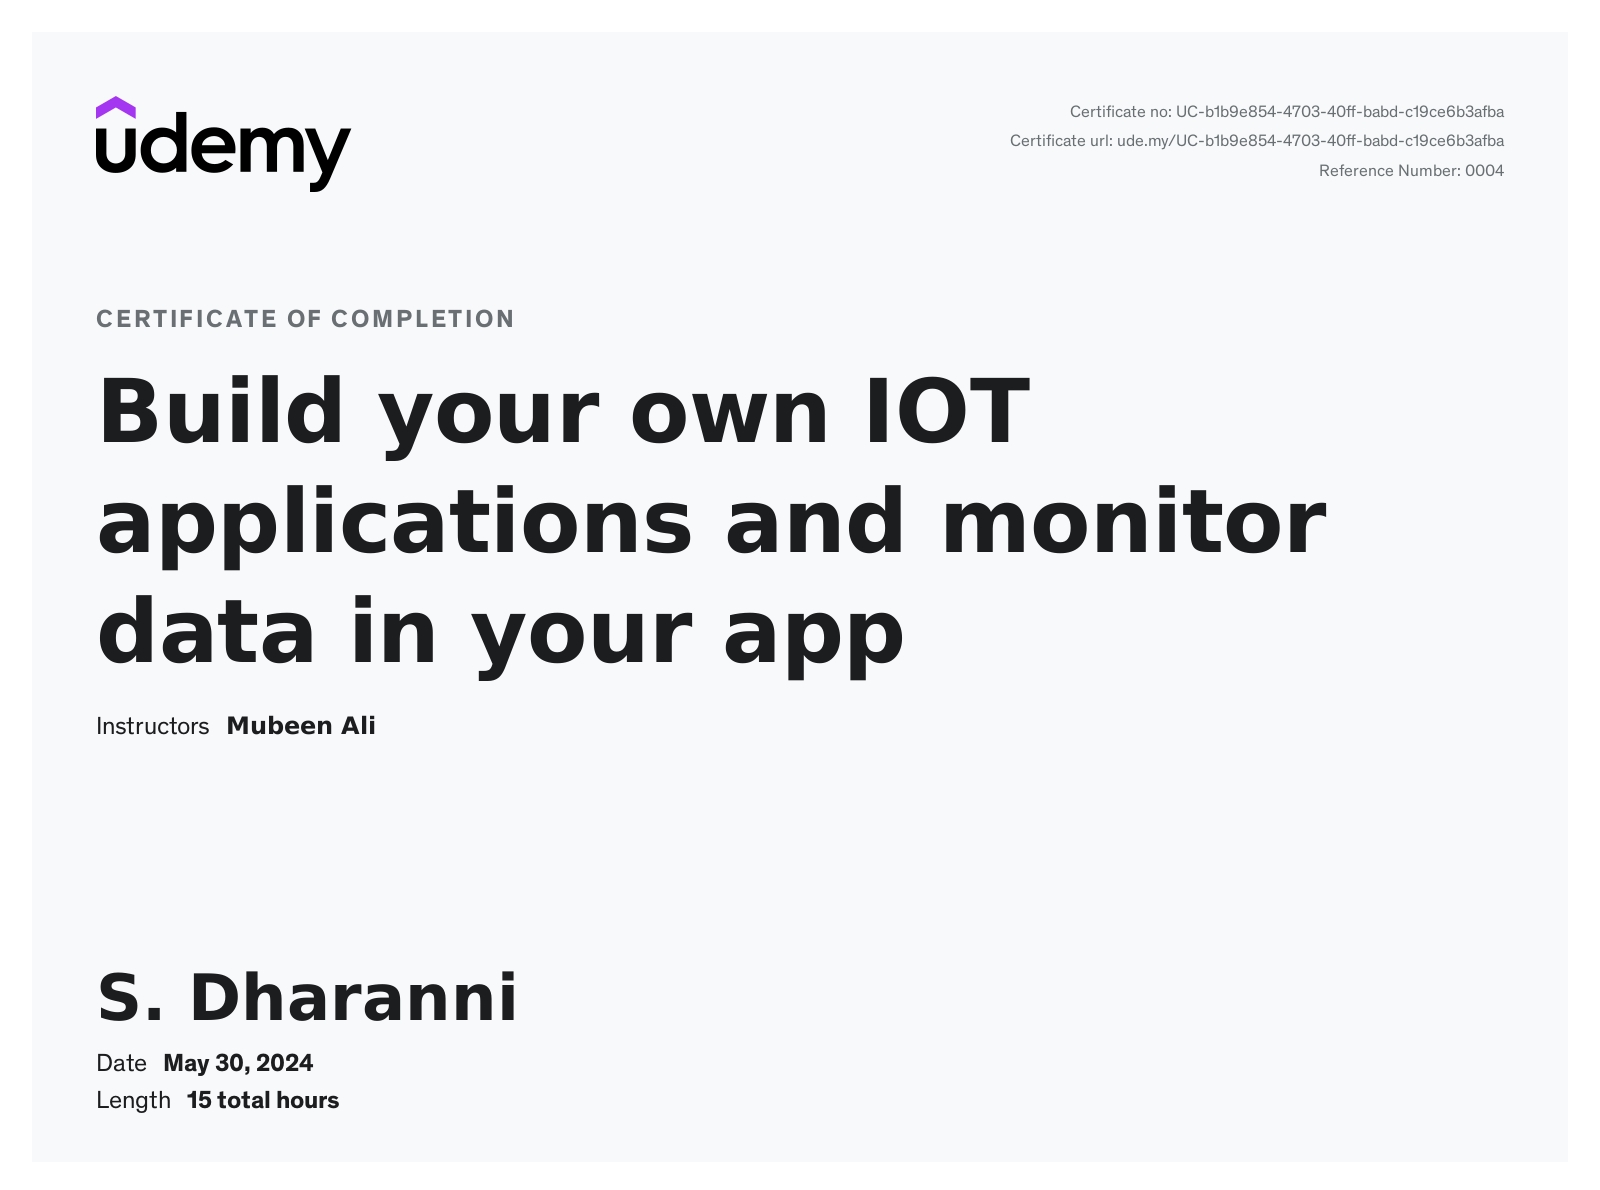 udemy
Certificate no: UC-b1b9e854-4703-40ff-babd-c19ce6b3afba
Certificate url: ude.my/UC-b1b9e854-4703-40ff-babd-c19ce6b3afba
Reference Number: 0004
CERTIFICATE OF COMPLETION
Build your own IOT
applications and monitor
data in your app
Instructors Mubeen Ali
S. Dharanni
Date May 30, 2024
Length 15 total hours